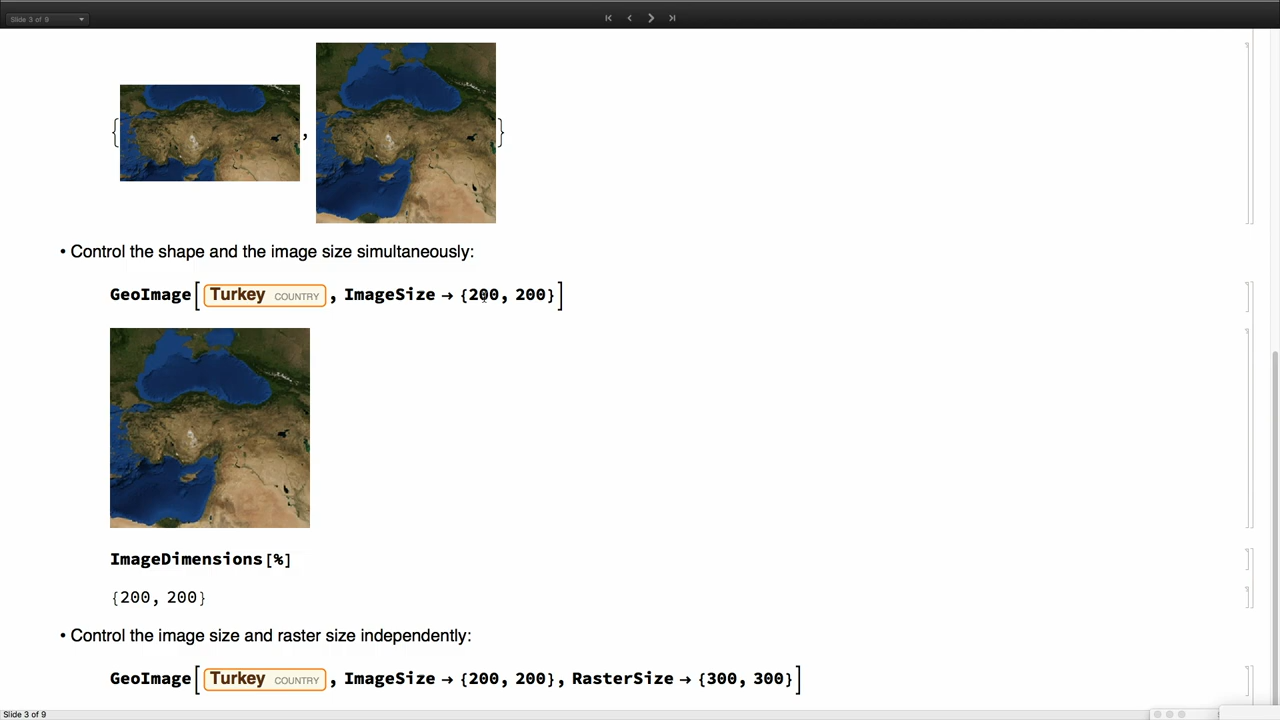 Slide 3 of 9
{ , }
• Control the shape and the image size simultaneously:
GeoImage[Turkey COUNTRY, ImageSize → {200, 200}]
ImageDimensions[%]
{200, 200}
• Control the image size and raster size independently:
GeoImage[Turkey COUNTRY, ImageSize → {200, 200}, RasterSize → {300, 300}]
Slide 3 of 9